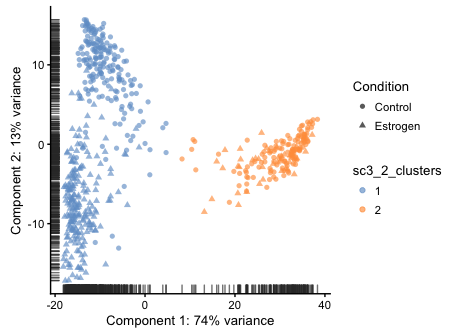 Component 2: 13% variance
10
0
-10
-20
0
20
40
Component 1: 74% variance
Condition
Control
Estrogen
sc3_2_clusters
1
2